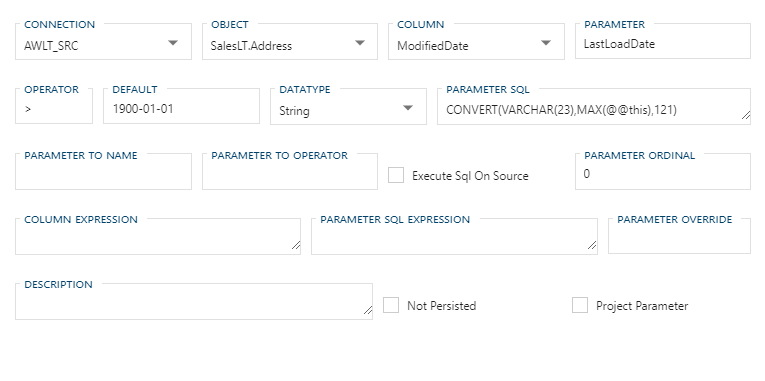 CONNECTION
AWLT_SRC
OBJECT
SalesLT.Address
COLUMN
ModifiedDate
PARAMETER
LastLoadDate
OPERATOR
>
DEFAULT
1900-01-01
DATATYPE
String
PARAMETER SQL
CONVERT(VARCHAR(23),MAX(@@this),121)
PARAMETER TO NAME
PARAMETER TO OPERATOR
Execute Sql On Source
PARAMETER ORDINAL
0
COLUMN EXPRESSION
PARAMETER SQL EXPRESSION
PARAMETER OVERRIDE
DESCRIPTION
Not Persisted
Project Parameter